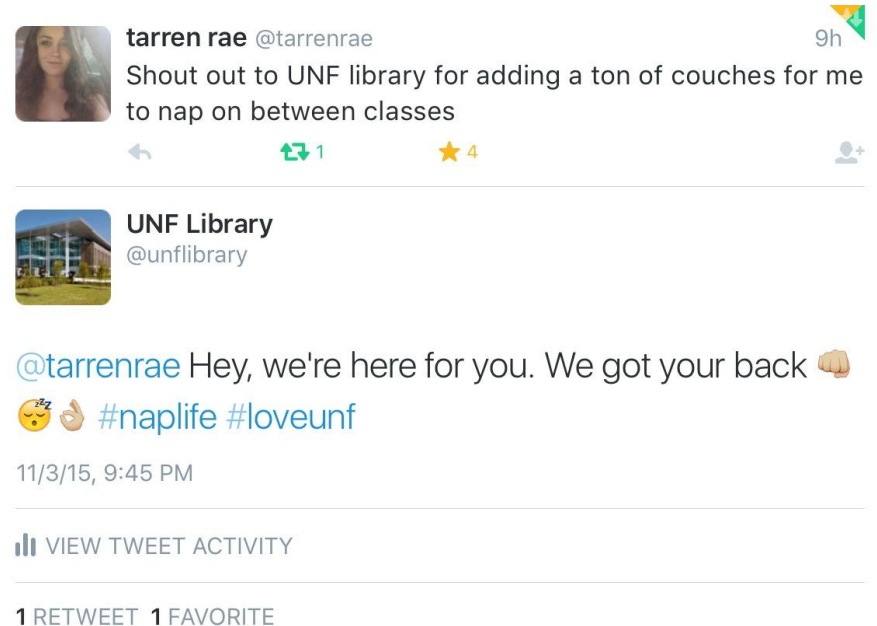 tarren rae @tarrenrae 9h
Shout out to UNF library for adding a ton of couches for me
to nap on between classes
1 4
UNF Library
@unflibrary
@tarrenrae Hey, we're here for you. We got your back 👊🏼
😴👌🏼 #naplife #loveunf
11/3/15, 9:45 PM
VIEW TWEET ACTIVITY
1 RETWEET 1 FAVORITE